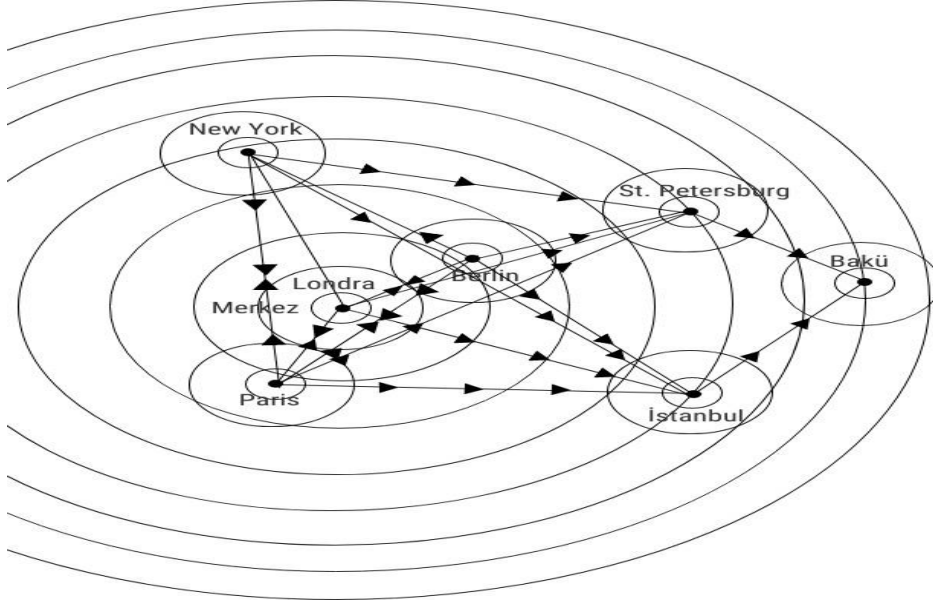 New York
St. Petersburg
Bakü
Berlin
Londra
Merkez
Paris
İstanbul